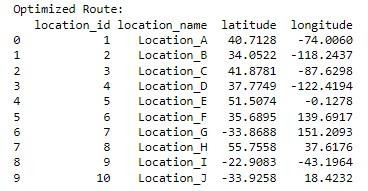 Optimized Route:
location_id location_name latitude longitude
0 1 Location_A 40.7128 -74.0060
1 2 Location_B 34.0522 -118.2437
2 3 Location_C 41.8781 -87.6298
3 4 Location_D 37.7749 -122.4194
4 5 Location_E 51.5074 -0.1278
5 6 Location_F 35.6895 139.6917
6 7 Location_G -33.8688 151.2093
7 8 Location_H 55.7558 37.6176
8 9 Location_I -22.9083 -43.1964
9 10 Location_J -33.9258 18.4232